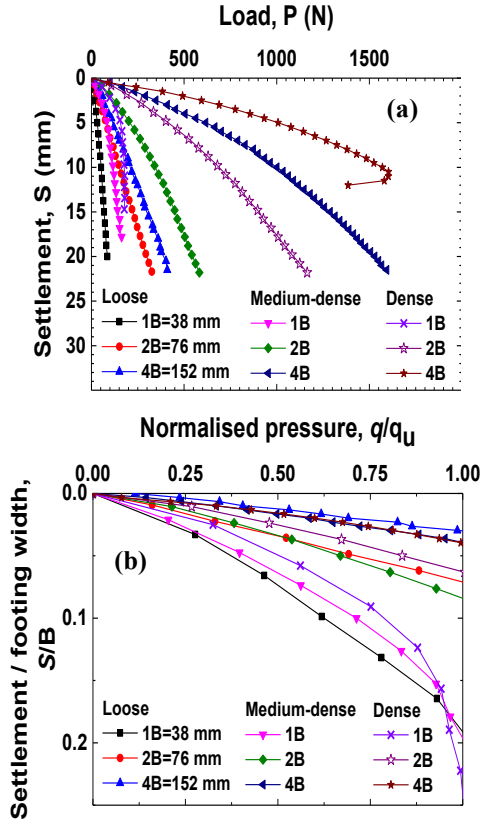 Load, P (N)
0 500 1000 1500
0
5
10
15
20
25
30
Settlement, S (mm)
(a)
Loose
1B=38 mm
2B=76 mm
4B=152 mm
Medium-dense
1B
2B
4B
Dense
1B
2B
4B
Normalised pressure, q/qu
0.00 0.25 0.50 0.75 1.00
0.0
0.1
0.2
Settlement / footing width,
S/B
(b)
Loose
1B=38 mm
2B=76 mm
4B=152 mm
Medium-dense
1B
2B
4B
Dense
1B
2B
4B